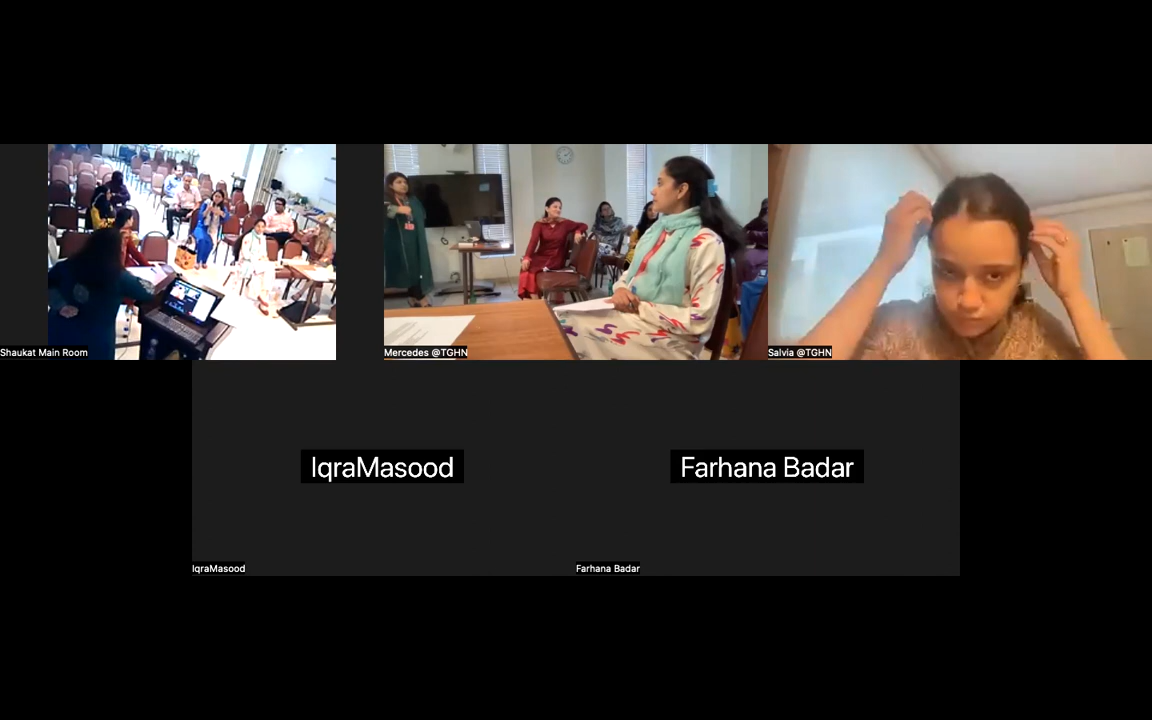 Shaukat Main Room
Mercedes @TGHN
Salvia @TGHN
IqraMasood
Farhana Badar
IqraMasood
Farhana Badar